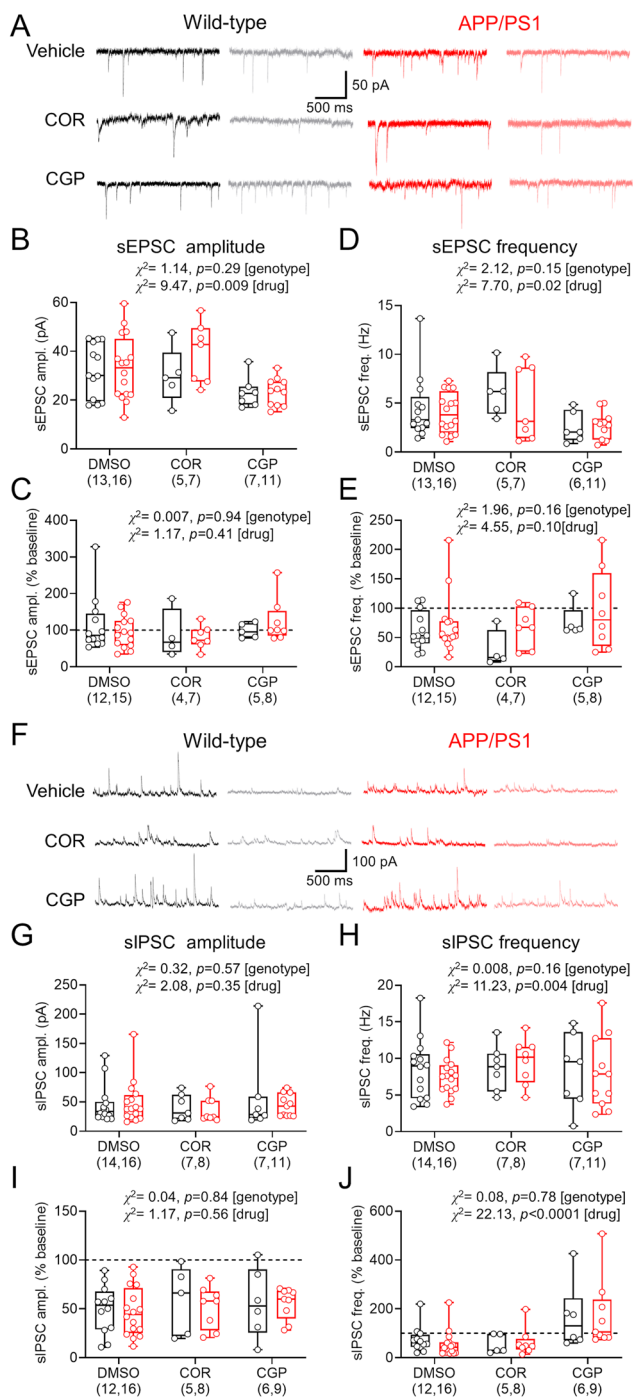 A
Wild-type
APP/PS1
Vehicle
50 pA
500 ms
COR
CGP
B
sEPSC amplitude
χ²= 1.14, p=0.29 [genotype]
χ²= 9.47, p=0.009 [drug]
sEPSC ampl. (pA)
60
40
20
0
DMSO COR CGP
(13,16) (5,7) (7,11)
D
sEPSC frequency
χ²= 2.12, p=0.15 [genotype]
χ²= 7.70, p=0.02 [drug]
sEPSC freq. (Hz)
15
10
5
0
DMSO COR CGP
(13,16) (5,7) (6,11)
C
χ²= 0.007, p=0.94 [genotype]
χ²= 1.17, p=0.41 [drug]
sEPSC ampl. (% baseline)
400
300
200
100
0
DMSO COR CGP
(12,15) (4,7) (5,8)
E
χ²= 1.96, p=0.16 [genotype]
χ²= 4.55, p=0.10[drug]
sEPSC freq. (% baseline)
250
200
150
100
50
0
DMSO COR CGP
(12,15) (4,7) (5,8)
F
Wild-type
APP/PS1
Vehicle
COR
100 pA
500 ms
CGP
G
sIPSC amplitude
χ²= 0.32, p=0.57 [genotype]
χ²= 2.08, p=0.35 [drug]
sIPSC ampl. (pA)
250
200
150
100
50
0
DMSO COR CGP
(14,16) (7,8) (7,11)
H
sIPSC frequency
χ²= 0.008, p=0.16 [genotype]
χ²= 11.23, p=0.004 [drug]
sIPSC freq. (Hz)
20
15
10
5
0
DMSO COR CGP
(14,16) (7,8) (7,11)
I
χ²= 0.04, p=0.84 [genotype]
χ²= 1.17, p=0.56 [drug]
sIPSC ampl. (% baseline)
150
100
50
0
DMSO COR CGP
(12,16) (5,8) (6,9)
J
χ²= 0.08, p=0.78 [genotype]
χ²= 22.13, p<0.0001 [drug]
sIPSC freq. (% baseline)
600
400
200
100
0
DMSO COR CGP
(12,16) (5,8) (6,9)